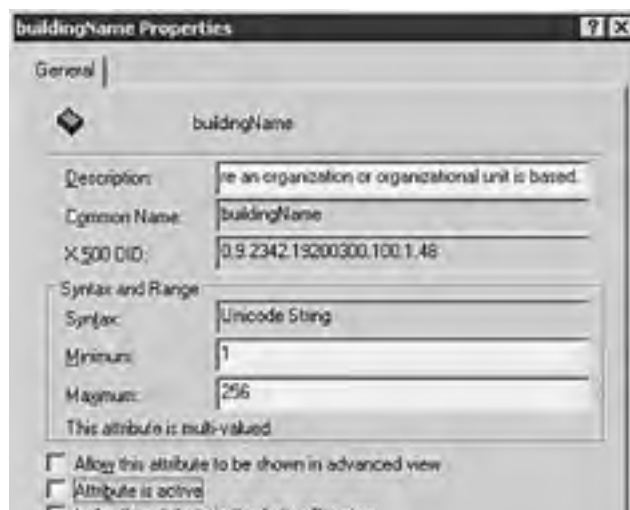 buildingName Properties
General
buildingName
Description: re an organization or organizational unit is based.
Common Name: buildingName
X.500 OID: 0.9.2342.19200300.100.1.48
Syntax and Range
Syntax: Unicode String
Minimum: 1
Maximum: 256
This attribute is multi-valued.
Allow this attribute to be shown in advanced view
Attribute is active